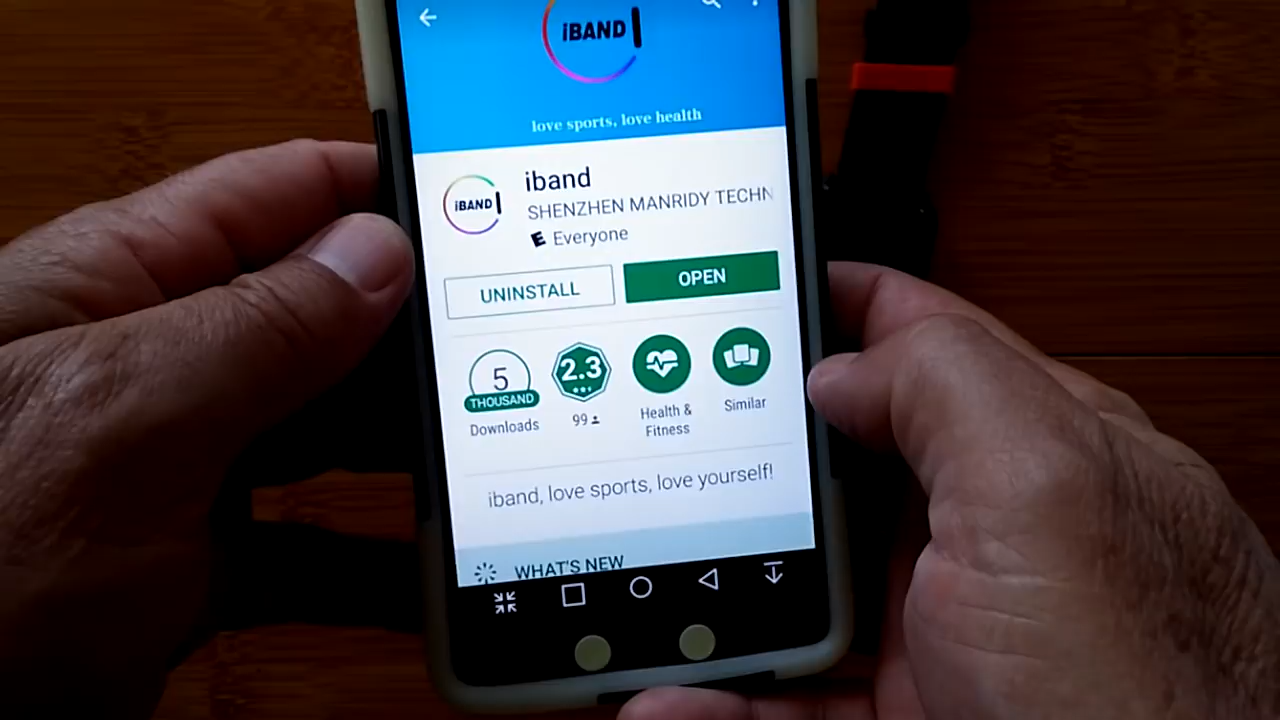 iBAND
love sports, love health
iBAND
iband
SHENZHEN MANRIDY TECHN
Everyone
UNINSTALL
OPEN
5
THOUSAND
Downloads
2.3
99
Health &
Fitness
Similar
iband, love sports, love yourself!
WHAT'S NEW